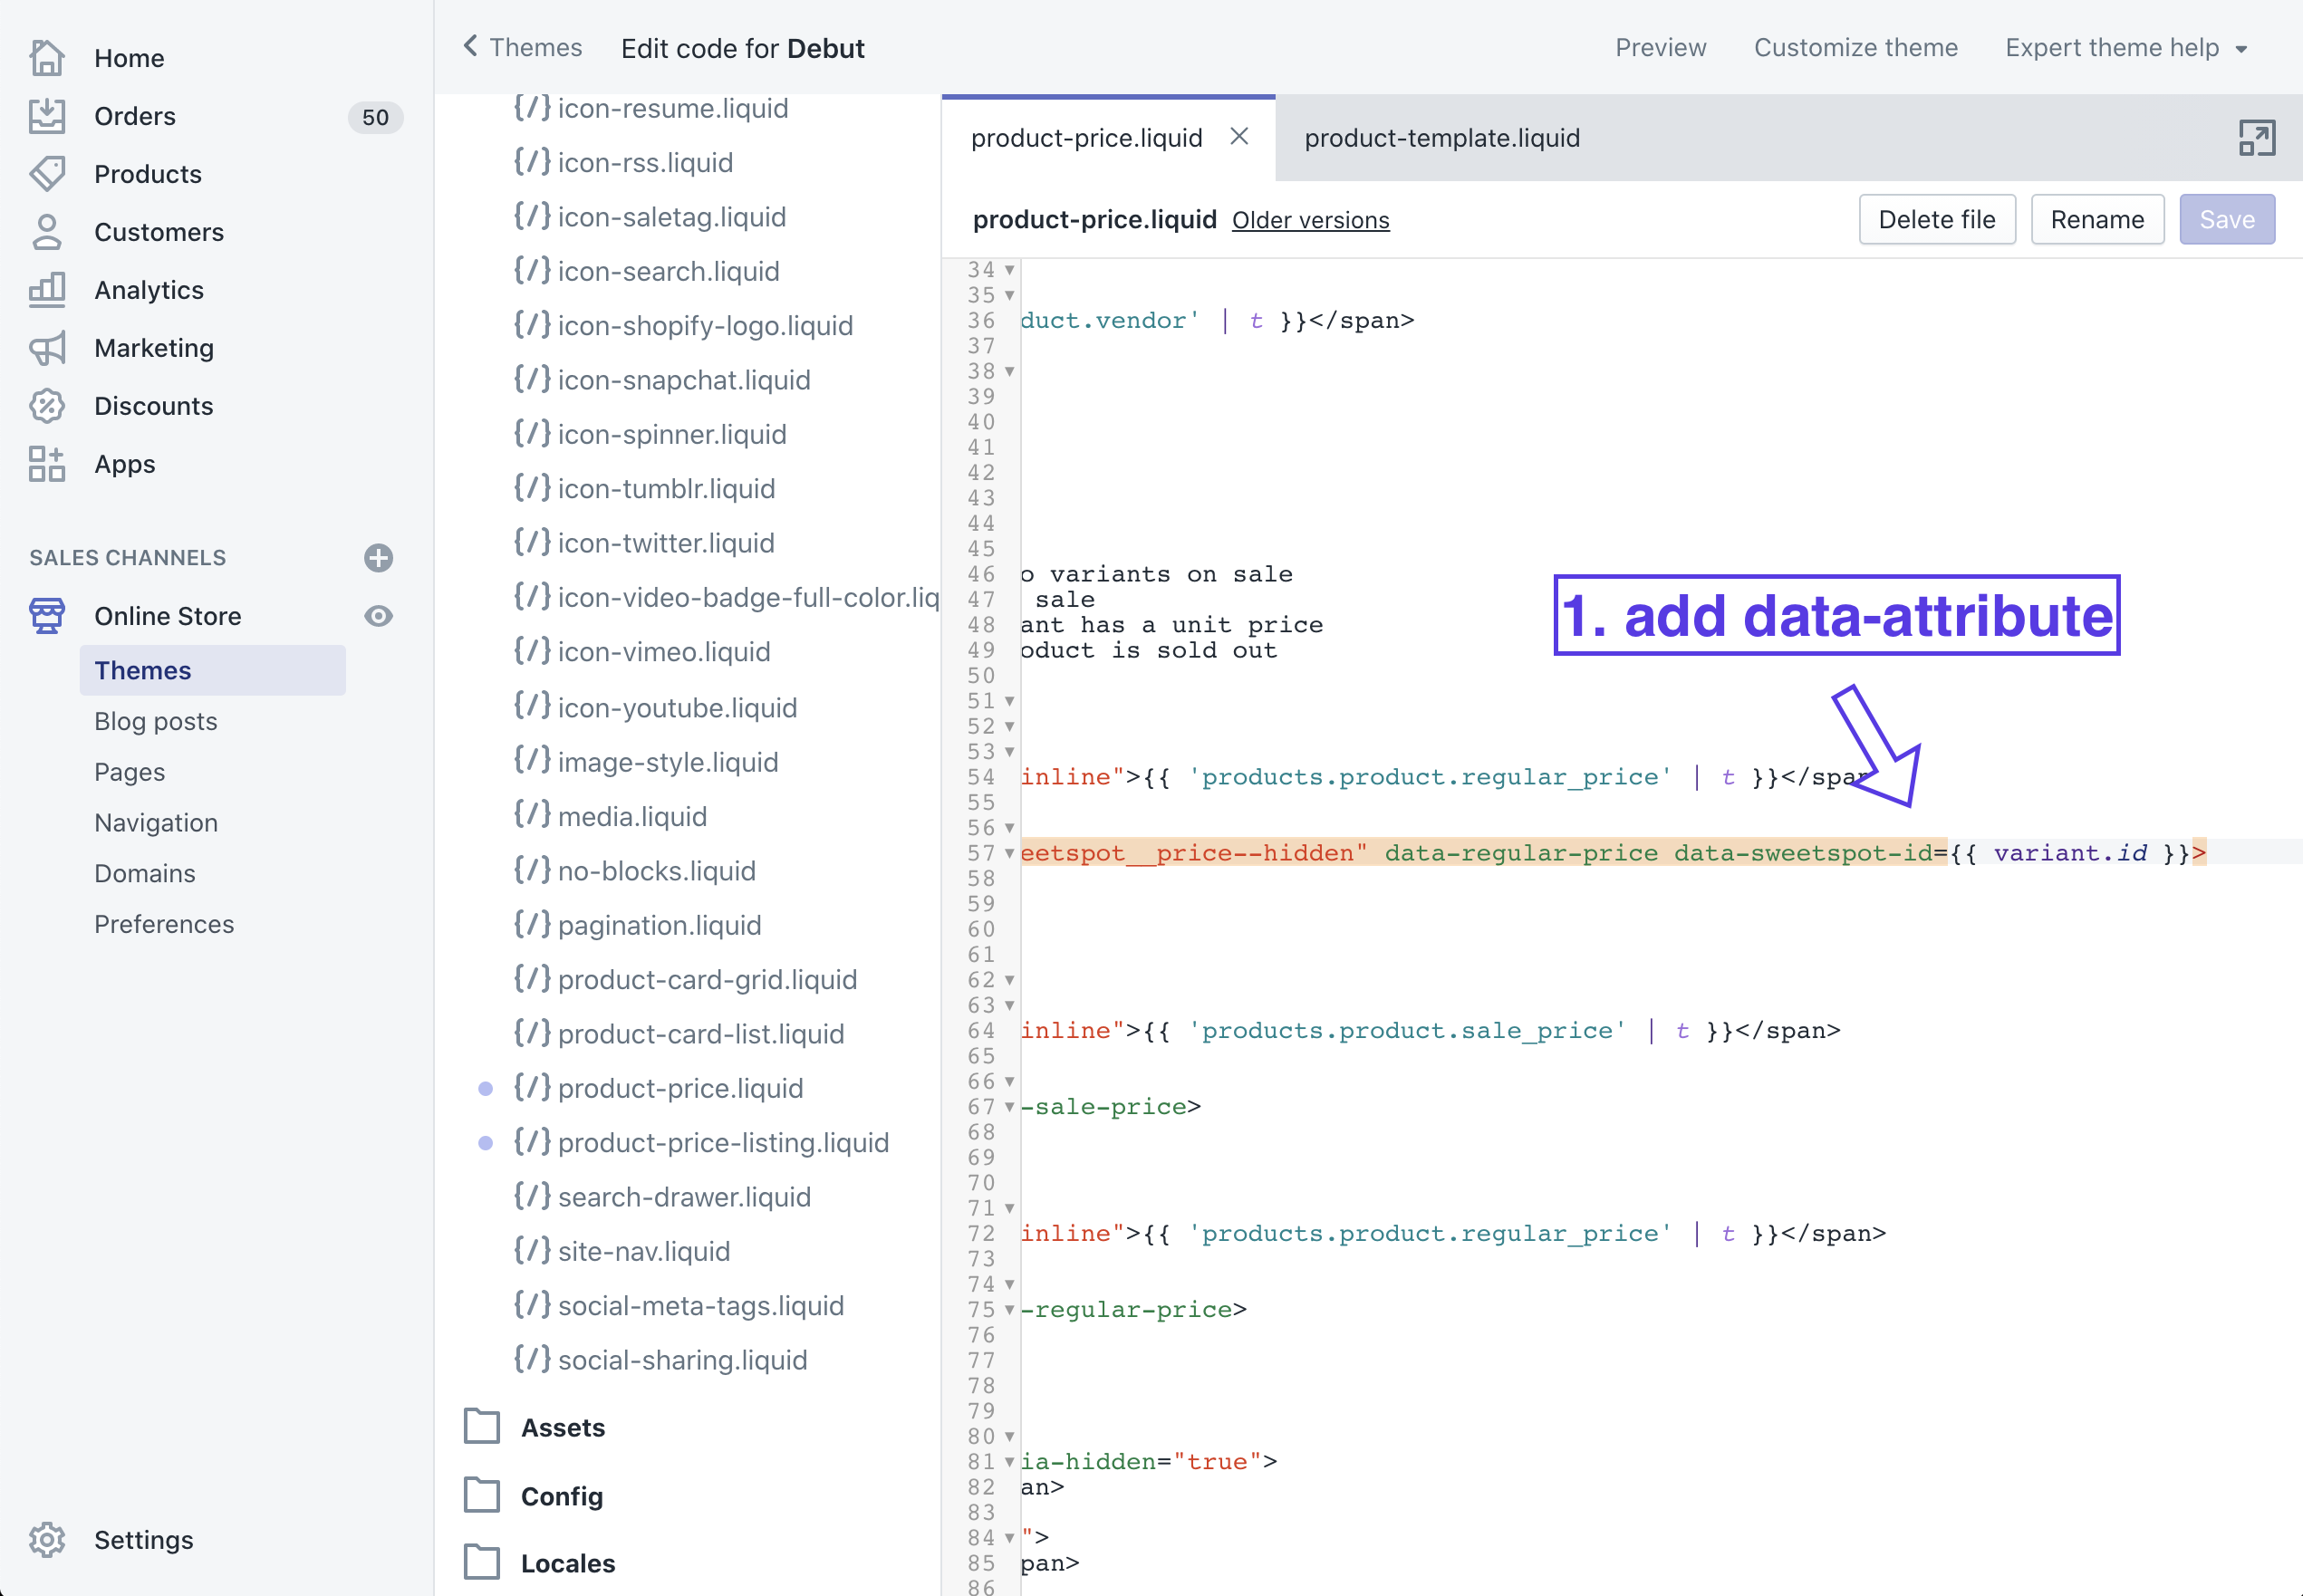 Home
Orders 50
Products
Customers
Analytics
Marketing
Discounts
Apps
SALES CHANNELS
Online Store
Themes
Blog posts
Pages
Navigation
Domains
Preferences
Settings
Themes Edit code for Debut
Preview Customize theme Expert theme help
{/} icon-resume.liquid
{/} icon-rss.liquid
{/} icon-saletag.liquid
{/} icon-search.liquid
{/} icon-shopify-logo.liquid
{/} icon-snapchat.liquid
{/} icon-spinner.liquid
{/} icon-tumblr.liquid
{/} icon-twitter.liquid
{/} icon-video-badge-full-color.liq
{/} icon-vimeo.liquid
{/} icon-youtube.liquid
{/} image-style.liquid
{/} media.liquid
{/} no-blocks.liquid
{/} pagination.liquid
{/} product-card-grid.liquid
{/} product-card-list.liquid
{/} product-price.liquid
{/} product-price-listing.liquid
{/} search-drawer.liquid
{/} site-nav.liquid
{/} social-meta-tags.liquid
{/} social-sharing.liquid
Assets
Config
Locales
product-price.liquid product-template.liquid
product-price.liquid Older versions Delete file Rename Save
34
35
36 duct.vendor' | t }}</span>
37
38
39
40
41
42
43
44
45
46 o variants on sale
47 sale
48 ant has a unit price
49 oduct is sold out
50
51
52
53
54 inline">{{ 'products.product.regular_price' | t }}</span
55
56
57 eetspot__price--hidden" data-regular-price data-sweetspot-id={{ variant.id }}>
58
59
60
61
62
63
64 inline">{{ 'products.product.sale_price' | t }}</span>
65
66
67 -sale-price>
68
69
70
71
72 inline">{{ 'products.product.regular_price' | t }}</span>
73
74
75 -regular-price>
76
77
78
79
80
81 ia-hidden="true">
82 an>
83
84 ">
85 pan>
86
1. add data-attribute